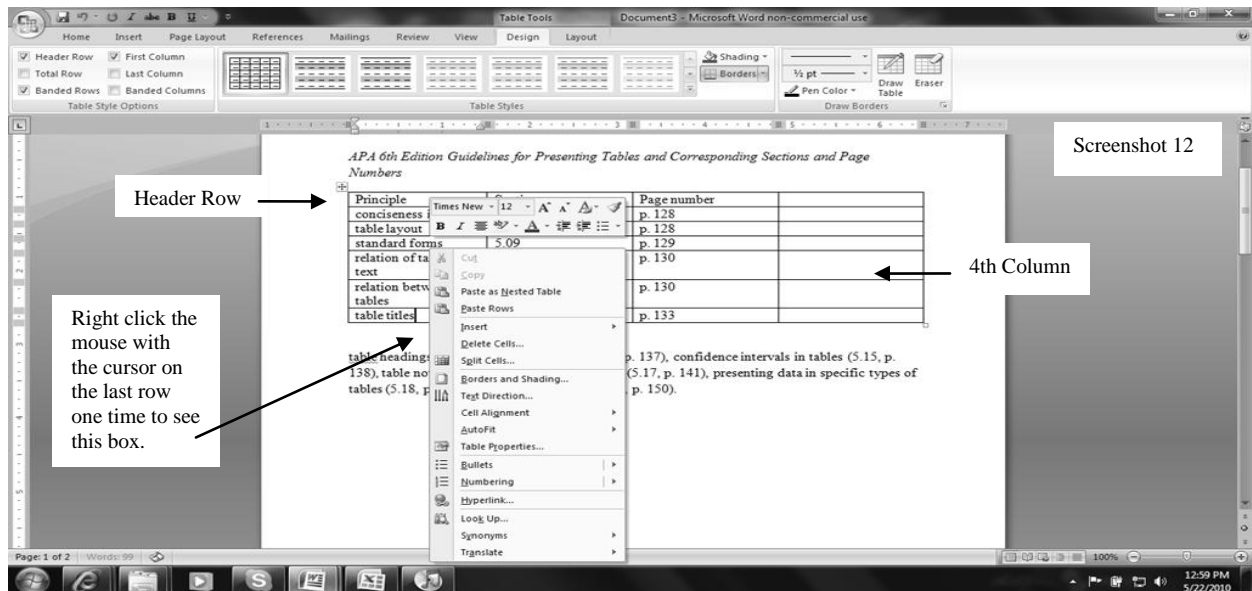 Table Tools
Document3 - Microsoft Word non-commercial use
Home Insert Page Layout References Mailings Review View Design Layout
Header Row First Column
Total Row Last Column
Banded Rows Banded Columns
Table Style Options
Table Styles
Shading
Borders
½ pt
Pen Color
Draw Table
Eraser
Draw Borders
Screenshot 12
APA 6th Edition Guidelines for Presenting Tables and Corresponding Sections and Page
Numbers
Header Row
Principle Page number
conciseness p. 128
table layout p. 128
standard forms 5.09 p. 129
relation of p. 130
text
relation p. 130
tables
table titles p. 133
4th Column
Times New 12
Cut
Copy
Paste as Nested Table
Paste Rows
Insert
Delete Cells...
Split Cells...
Borders and Shading...
Text Direction...
Cell Alignment
AutoFit
Table Properties...
Bullets
Numbering
Hyperlink...
Look Up...
Synonyms
Translate
table headings p. 137), confidence intervals in tables (5.15, p.
138), table (5.17, p. 141), presenting data in specific types of
tables (5.18, p. 150).
Right click the
mouse with
the cursor on
the last row
one time to see
this box.
Page: 1 of 2 Words: 99
100%
12:59 PM
5/22/2010